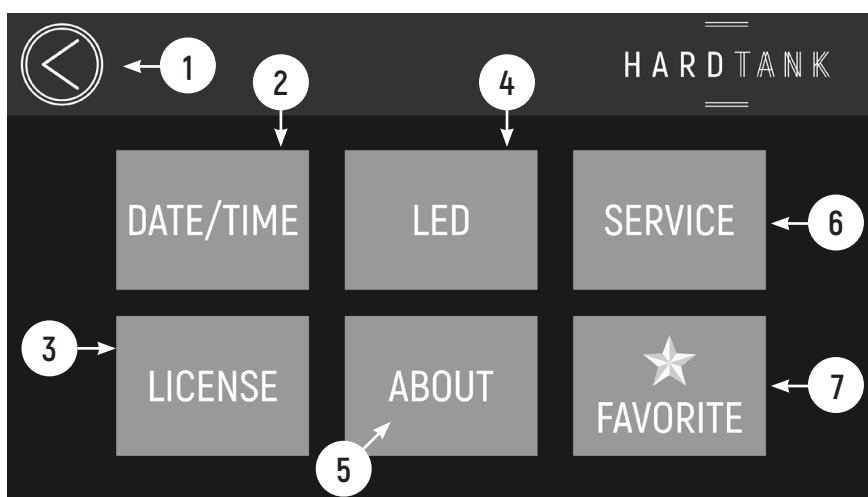 1
HARDTANK
2
4
DATE/TIME
LED
SERVICE
6
3
LICENSE
ABOUT
FAVORITE
7
5